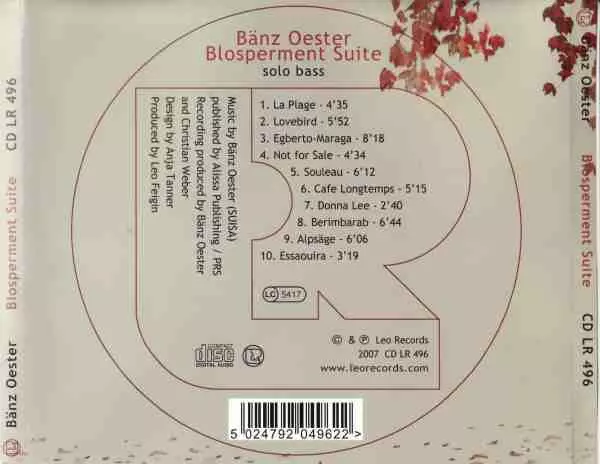 Bänz Oester
Blosperment Suite
solo bass
1. La Plage - 4'35
2. Lovebird - 5'52
3. Egberto-Maraga - 8'18
4. Not for Sale - 4'34
5. Souleau - 6'12
6. Cafe Longtemps - 5'15
7. Donna Lee - 2'40
8. Berimbarab - 6'44
9. Alpsäge - 6'06
10. Essaouira - 3'19
Music by Bänz Oester (SUISA)
published by Alissa Publishing / PRS
Recording produced by Bänz Oester
and Christian Weber
Design by Anja Tanner
Produced by Leo Feigin
LC 5417
© & ℗ Leo Records
2007 CD LR 496
www.leorecords.com
COMPACT
disc
DIGITAL AUDIO
5 024792 049622 >
Bänz Oester Blosperment Suite CD LR 496
Bänz Oester Blosperment Suite CD LR 496